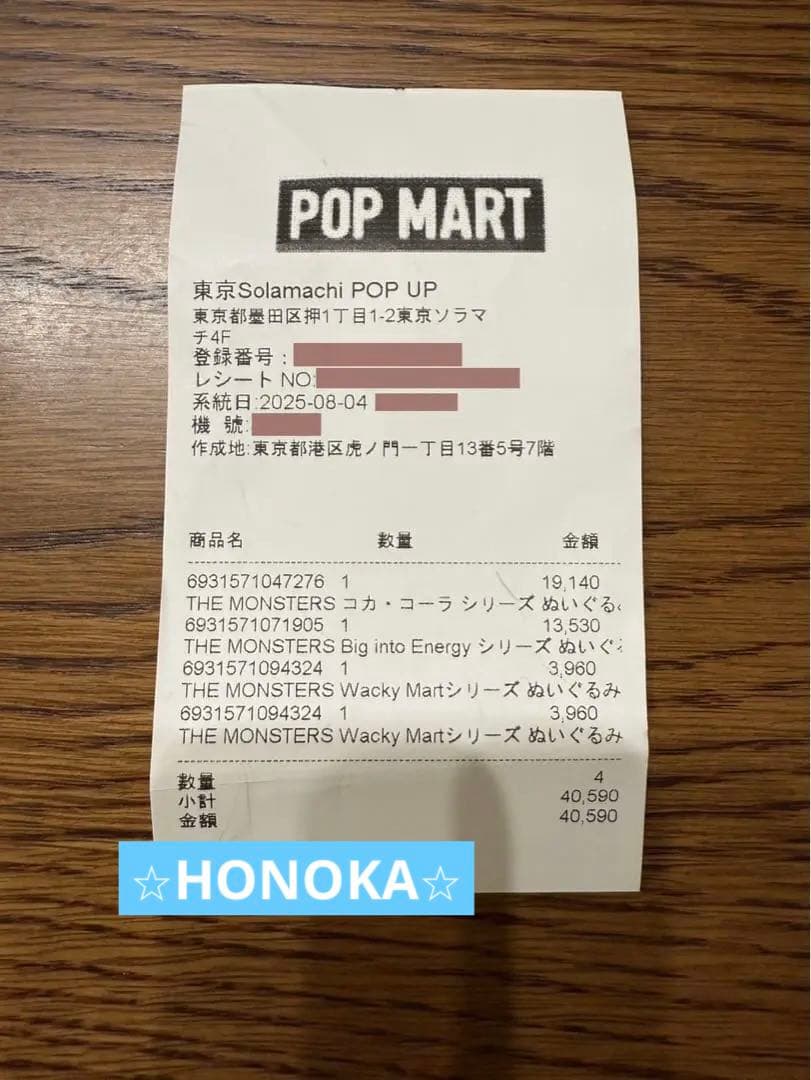 POP MART
東京Solamachi POP UP
東京都墨田区押1丁目1-2東京ソラマ
チ4F
登録番号:
レシート NO:
系統日:2025-08-04
機 號:
作成地:東京都港区虎ノ門一丁目13番5号7階
商品名 數量 金額
6931571047276 1 19,140
THE MONSTERS コカ・コーラ シリーズ ぬいぐる
6931571071905 1 13,530
THE MONSTERS Big into Energy シリーズ ぬいぐ
6931571094324 1 3,960
THE MONSTERS Wacky Martシリーズ ぬいぐるみ
6931571094324 1 3,960
THE MONSTERS Wacky Martシリーズ ぬいぐるみ
數量 4
小計 40,590
金額 40,590
☆HONOKA☆